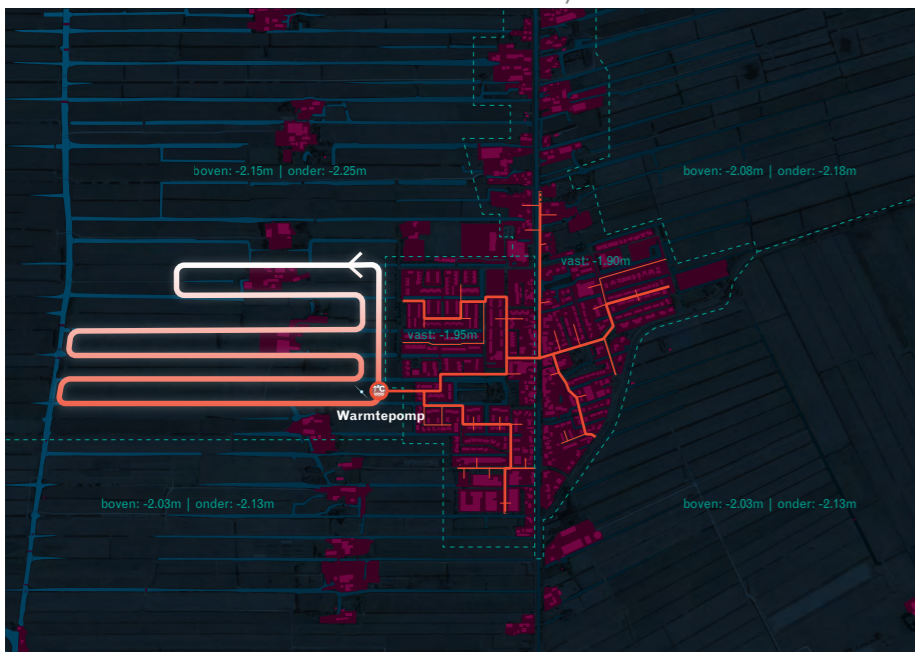 boven: -2.15m | onder: -2.25m
boven: -2.08m | onder: -2.18m
vast: -1.90m
vast: -1.95m
Warmtepomp
boven: -2.03m | onder: -2.13m
boven: -2.03m | onder: -2.13m